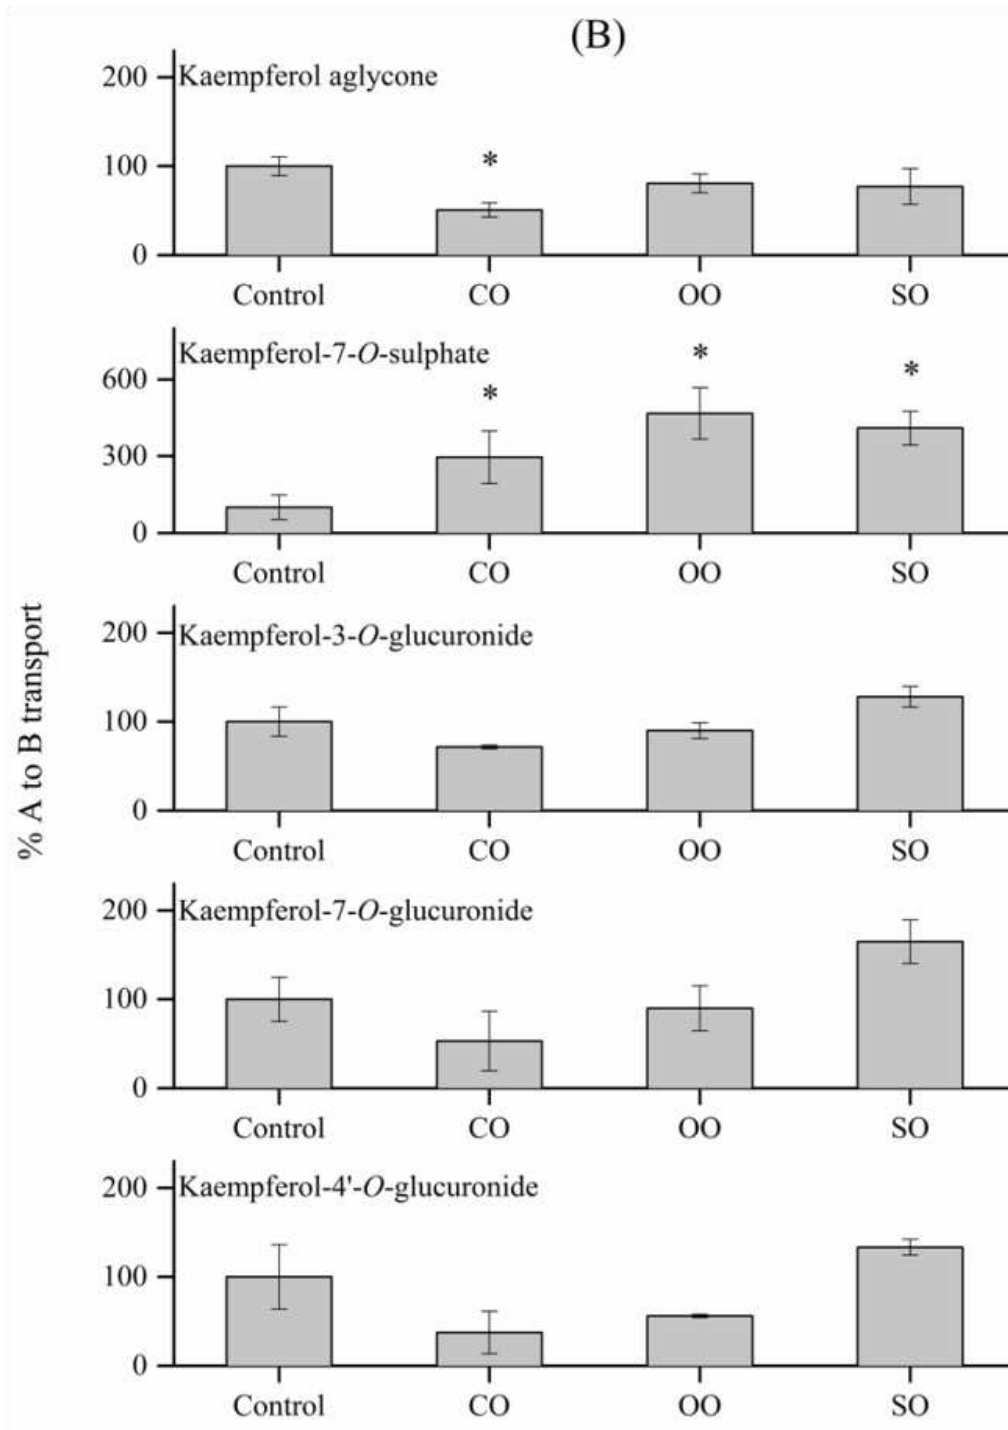 (B)
% A to B transport
Kaempferol aglycone
200
100
0
*
Control CO OO SO
Kaempferol-7-O-sulphate
600
300
0
* * *
Control CO OO SO
Kaempferol-3-O-glucuronide
200
100
0
Control CO OO SO
Kaempferol-7-O-glucuronide
200
100
0
Control CO OO SO
Kaempferol-4'-O-glucuronide
200
100
0
Control CO OO SO